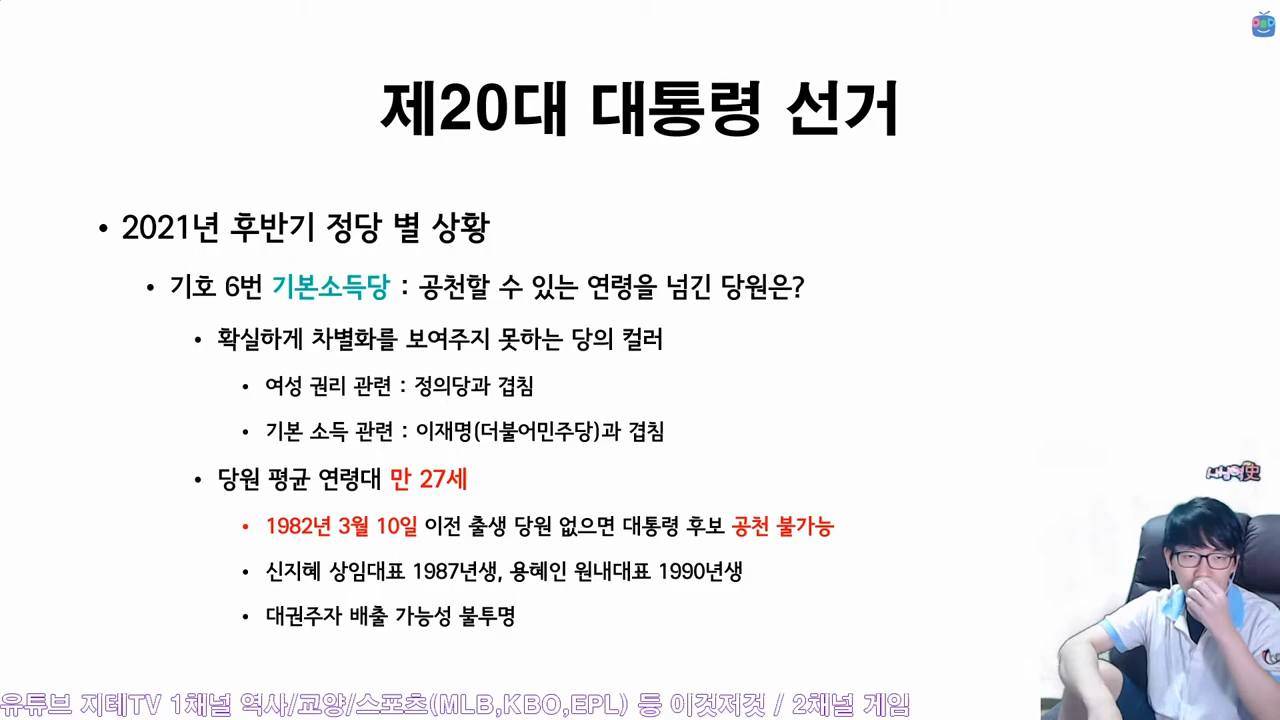 제20대 대통령 선거
• 2021년 후반기 정당 별 상황
• 기호 6번 기본소득당 : 공천할 수 있는 연령을 넘긴 당원은?
• 확실하게 차별화를 보여주지 못하는 당의 컬러
• 여성 권리 관련 : 정의당과 겹침
• 기본 소득 관련 : 이재명(더불어민주당)과 겹침
• 당원 평균 연령대 만 27세
• 1982년 3월 10일 이전 출생 당원 없으면 대통령 후보 공천 불가능
• 신지혜 상임대표 1987년생, 용혜인 원내대표 1990년생
• 대권주자 배출 가능성 불투명
유튜브 지테TV 1채널 역사/교양/스포츠(MLB,KBO,EPL) 등 이것저것 / 2채널 게임